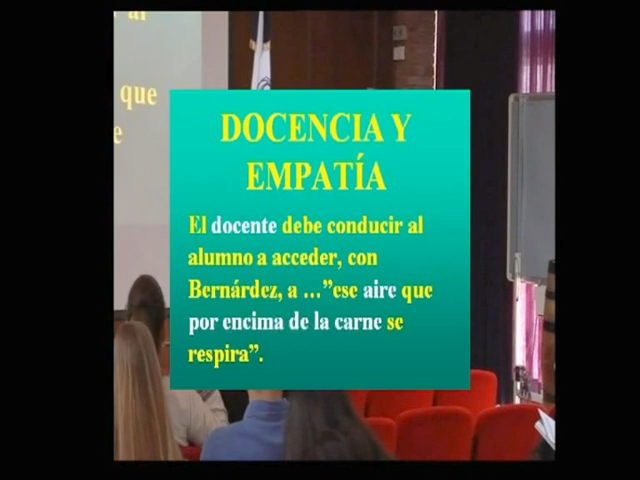 al
que
e
DOCENCIA Y
EMPATÍA
El docente debe conducir al
alumno a acceder, con
Bernárdez, a ...”ese aire que
por encima de la carne se
respira”.